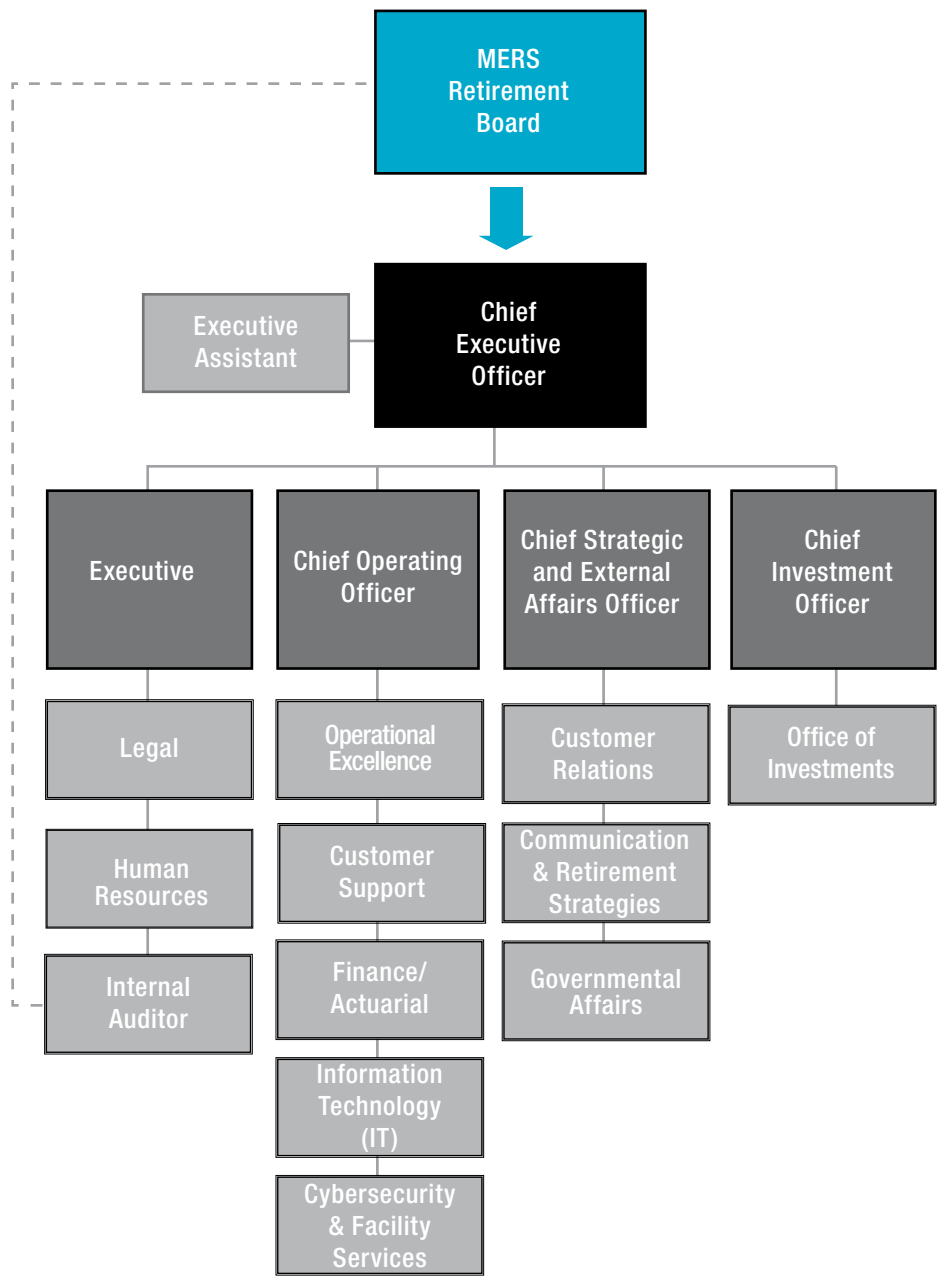 MERS
Retirement
Board
Chief
Executive
Officer
Executive
Assistant
Executive
Chief Operating
Officer
Chief Strategic
and External
Affairs Officer
Chief
Investment
Officer
Legal
Human
Resources
Internal
Auditor
Operational
Excellence
Customer
Support
Finance/
Actuarial
Information
Technology
(IT)
Cybersecurity
& Facility
Services
Customer
Relations
Communication
& Retirement
Strategies
Governmental
Affairs
Office of
Investments